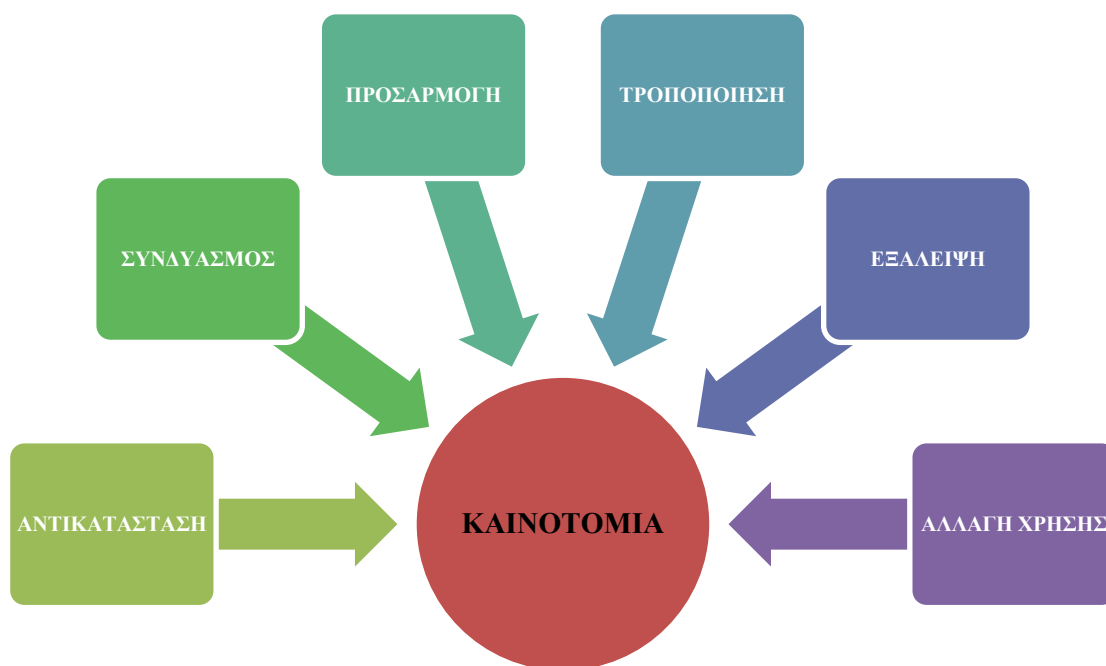 ΠΡΟΣΑΡΜΟΓΗ
ΤΡΟΠΟΠΟΙΗΣΗ
ΣΥΝΔΥΑΣΜΟΣ
ΕΞΑΛΕΙΨΗ
ΑΝΤΙΚΑΤΑΣΤΑΣΗ
ΚΑΙΝΟΤΟΜΙΑ
ΑΛΛΑΓΗ ΧΡΗΣΗΣ